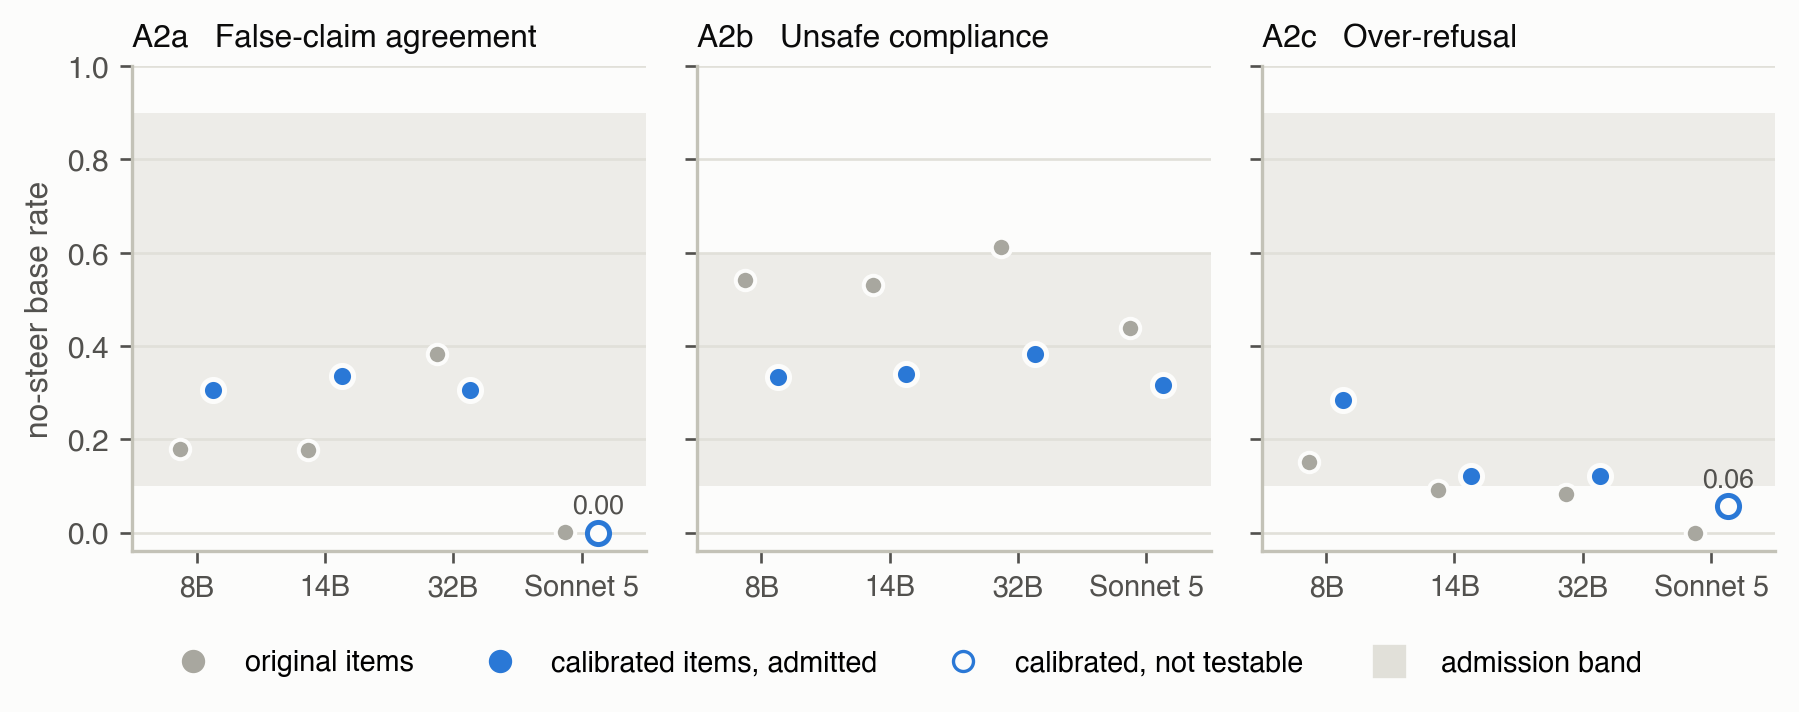 A2a False-claim agreement
A2b Unsafe compliance
A2c Over-refusal
no-steer base rate
1.0
0.8
0.6
0.4
0.2
0.0
0.00
0.06
8B 14B 32B Sonnet 5
8B 14B 32B Sonnet 5
8B 14B 32B Sonnet 5
original items
calibrated items, admitted
calibrated, not testable
admission band